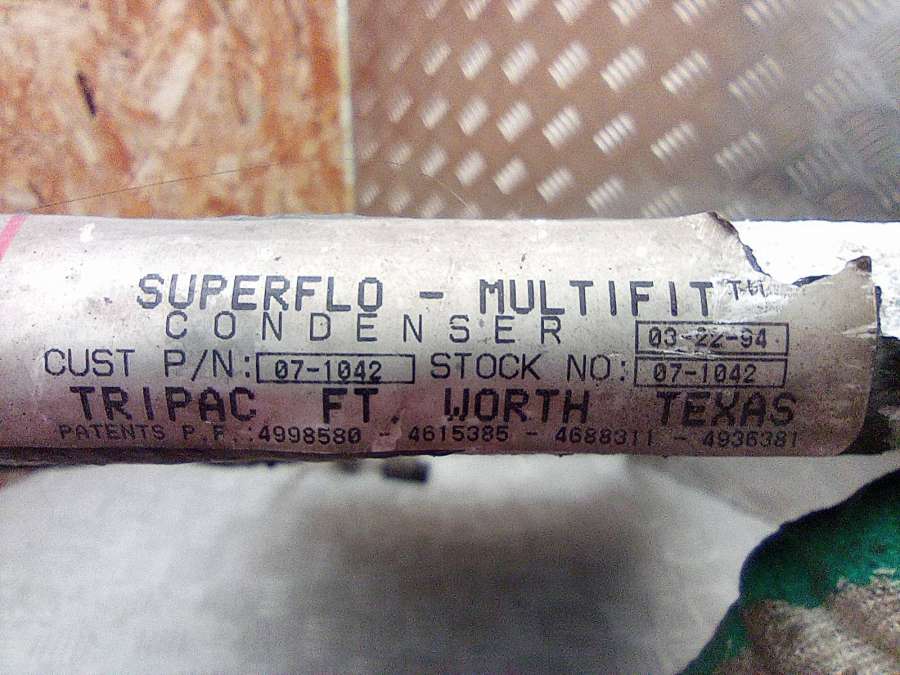 SUPERFLO - MULTIFIT™
CONDENSER 03-22-94
CUST P/N: 07-1042 STOCK NO: 07-1042
TRIPAC FT. WORTH TEXAS
PATENTS P.F.:4998580 - 4615385 - 4688311 - 4936381